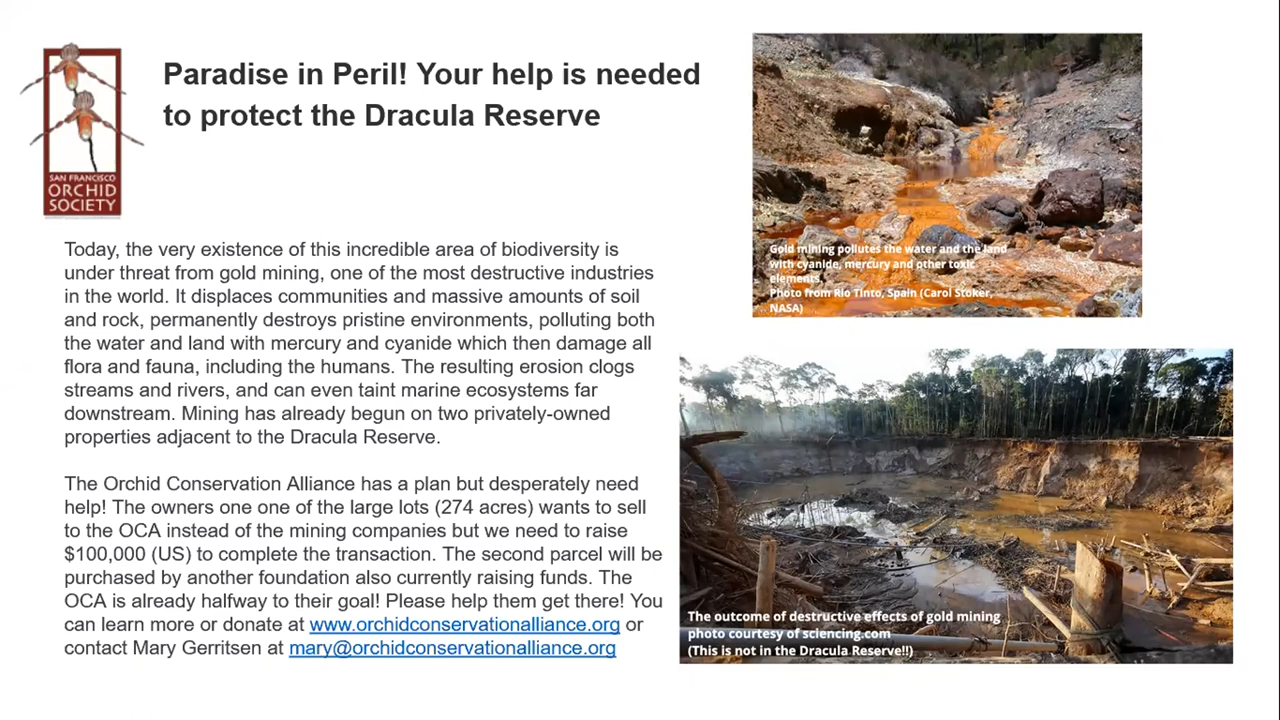 Paradise in Peril! Your help is needed
to protect the Dracula Reserve
SAN FRANCISCO
ORCHID
SOCIETY
Today, the very existence of this incredible area of biodiversity is
under threat from gold mining, one of the most destructive industries
in the world. It displaces communities and massive amounts of soil
and rock, permanently destroys pristine environments, polluting both
the water and land with mercury and cyanide which then damage all
flora and fauna, including the humans. The resulting erosion clogs
streams and rivers, and can even taint marine ecosystems far
downstream. Mining has already begun on two privately-owned
properties adjacent to the Dracula Reserve.
The Orchid Conservation Alliance has a plan but desperately need
help! The owners one one of the large lots (274 acres) wants to sell
to the OCA instead of the mining companies but we need to raise
$100,000 (US) to complete the transaction. The second parcel will be
purchased by another foundation also currently raising funds. The
OCA is already halfway to their goal! Please help them get there! You
can learn more or donate at www.orchidconservationalliance.org or
contact Mary Gerritsen at mary@orchidconservationalliance.org
Gold mining pollutes the water and the land
with cyanide, mercury and other toxic
elements.
Photo from Rio Tinto, Spain (Carol Stoker,
NASA)
The outcome of destructive effects of gold mining
photo courtesy of sciencing.com
(This is not in the Dracula Reserve!!)